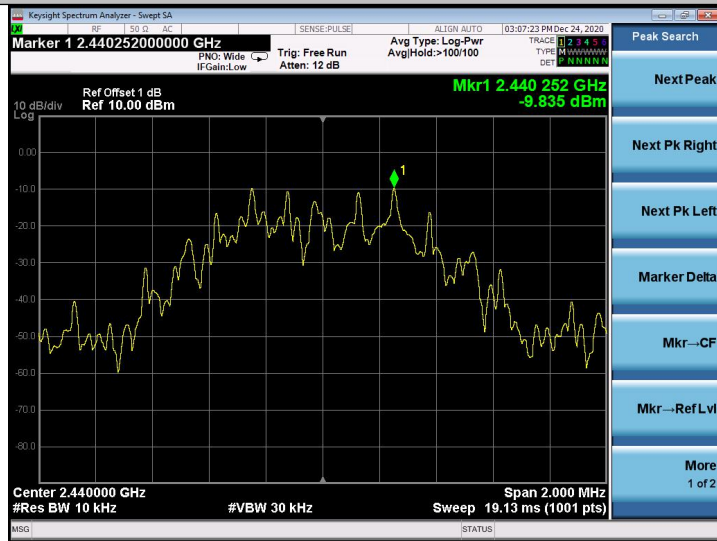 Keysight Spectrum Analyzer - Swept SA
LXI RF 50 Ω AC SENSE:PULSE ALIGN AUTO 03:07:23 PM Dec 24, 2020
Marker 1 2.440252000000 GHz
PNO: Wide
IFGain:Low
Trig: Free Run
Atten: 12 dB
Avg Type: Log-Pwr
Avg|Hold:>100/100
TRACE 1 2 3 4 5 6
TYPE M WWWWW
DET P N N N N N
Ref Offset 1 dB
Ref 10.00 dBm
10 dB/div
Log
Mkr1 2.440 252 GHz
-9.835 dBm
1
0.00
-10.0
-20.0
-30.0
-40.0
-50.0
-60.0
-70.0
-80.0
Center 2.440000 GHz
Span 2.000 MHz
#Res BW 10 kHz
#VBW 30 kHz
Sweep 19.13 ms (1001 pts)
MSG
STATUS
Peak Search
Next Peak
Next Pk Right
Next Pk Left
Marker Delta
Mkr→CF
Mkr→Ref Lvl
More
1 of 2